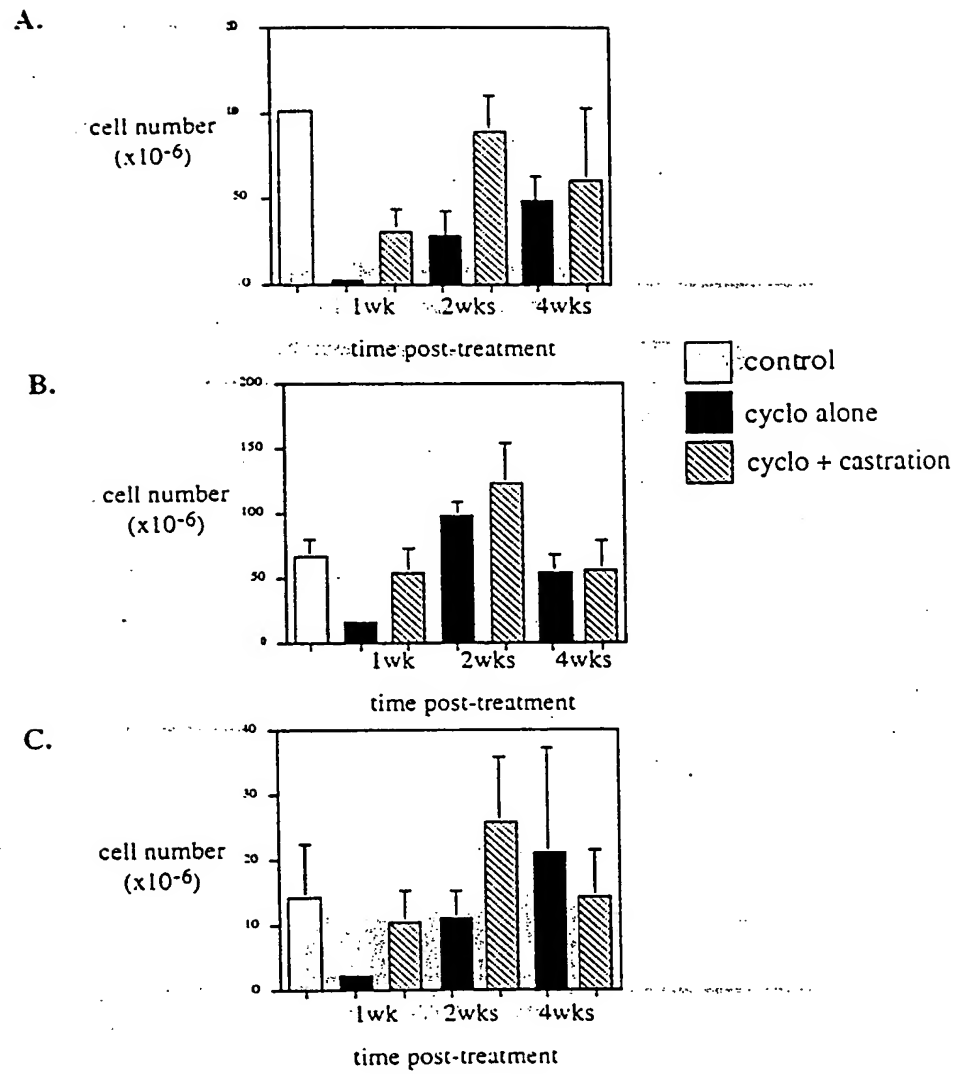 A.
cell number
(x10-6)
50
0
1wk 2wks 4wks
time post-treatment
control
cyclo alone
cyclo + castration
B.
cell number
(x10-6)
200
150
100
50
0
1wk 2wks 4wks
time post-treatment
C.
cell number
(x10-6)
40
30
20
10
0
1wk 2wks 4wks
time post-treatment